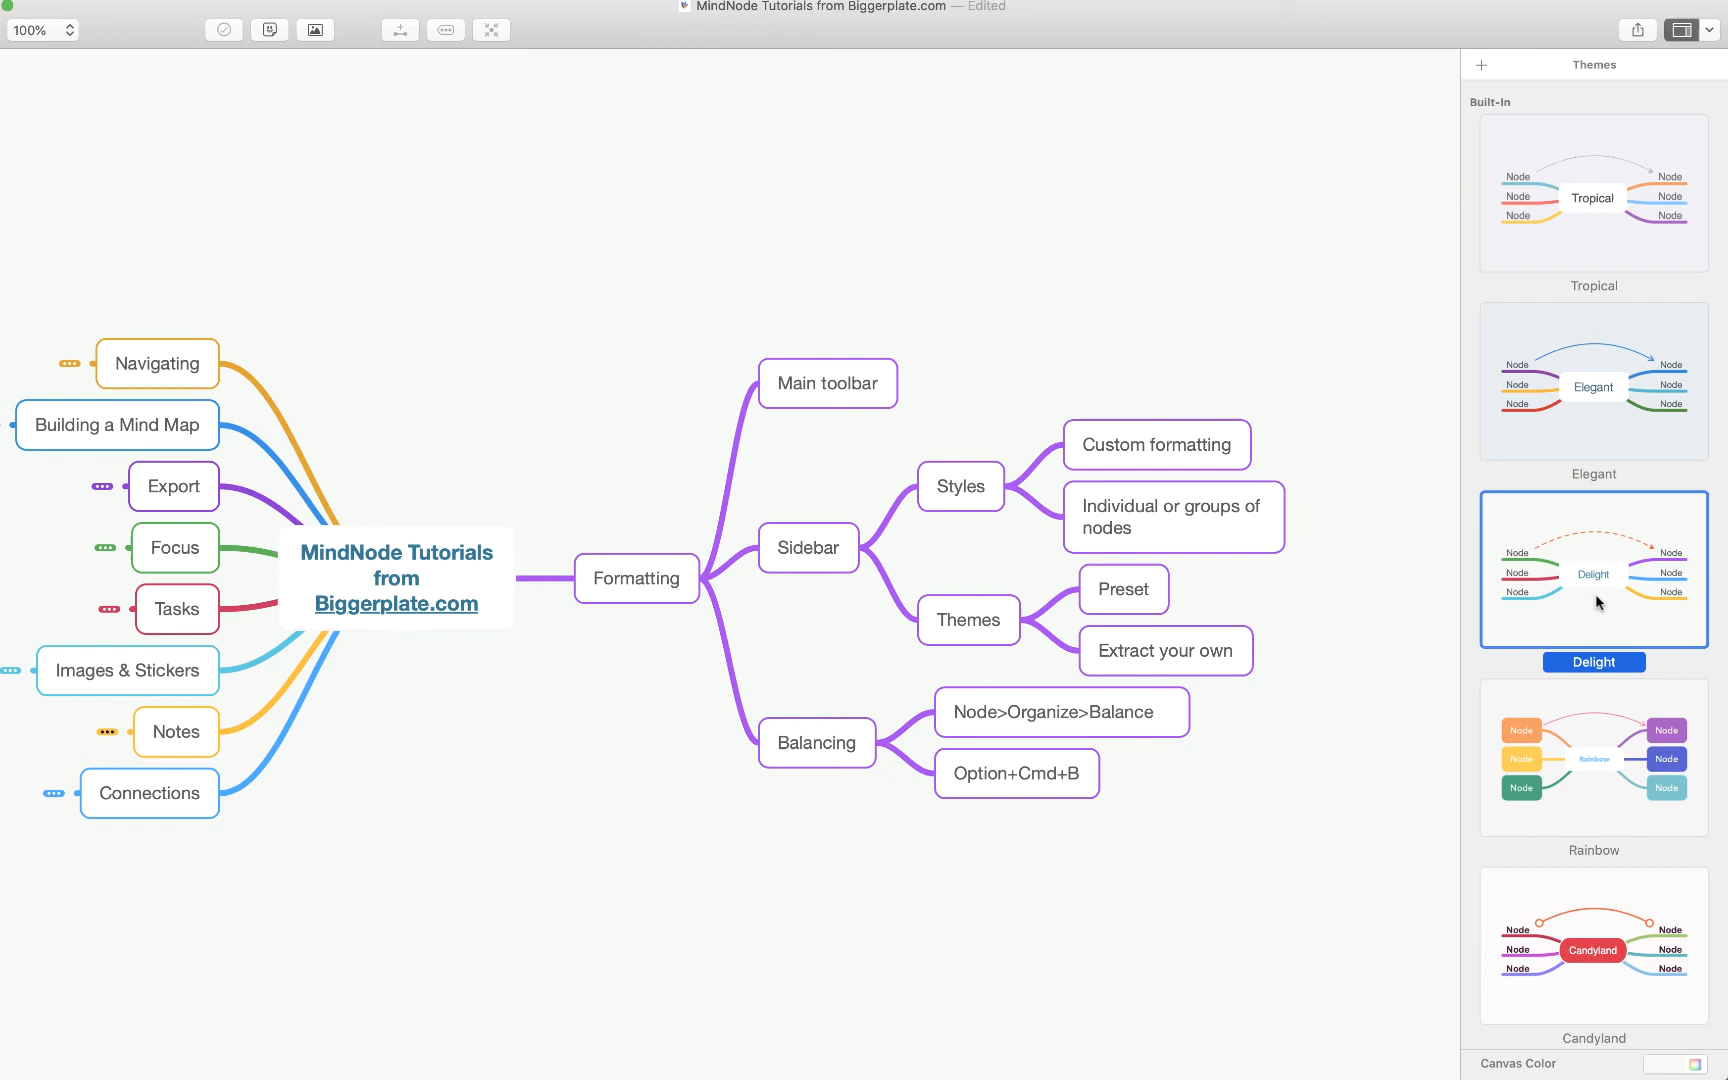 MindNode Tutorials from Biggerplate.com — Edited
100%
Themes
Built-In
Node
Node
Node
Tropical
Node
Node
Node
Tropical
Node
Node
Node
Elegant
Node
Node
Node
Elegant
Node
Node
Node
Delight
Node
Node
Node
Delight
Node
Node
Node
Rainbow
Node
Node
Node
Rainbow
Node
Node
Node
Candyland
Node
Node
Node
Candyland
Canvas Color
Navigating
Building a Mind Map
Export
Focus
Tasks
Images & Stickers
Notes
Connections
MindNode Tutorials
from
Biggerplate.com
Formatting
Main toolbar
Sidebar
Styles
Custom formatting
Individual or groups of
nodes
Themes
Preset
Extract your own
Balancing
Node>Organize>Balance
Option+Cmd+B